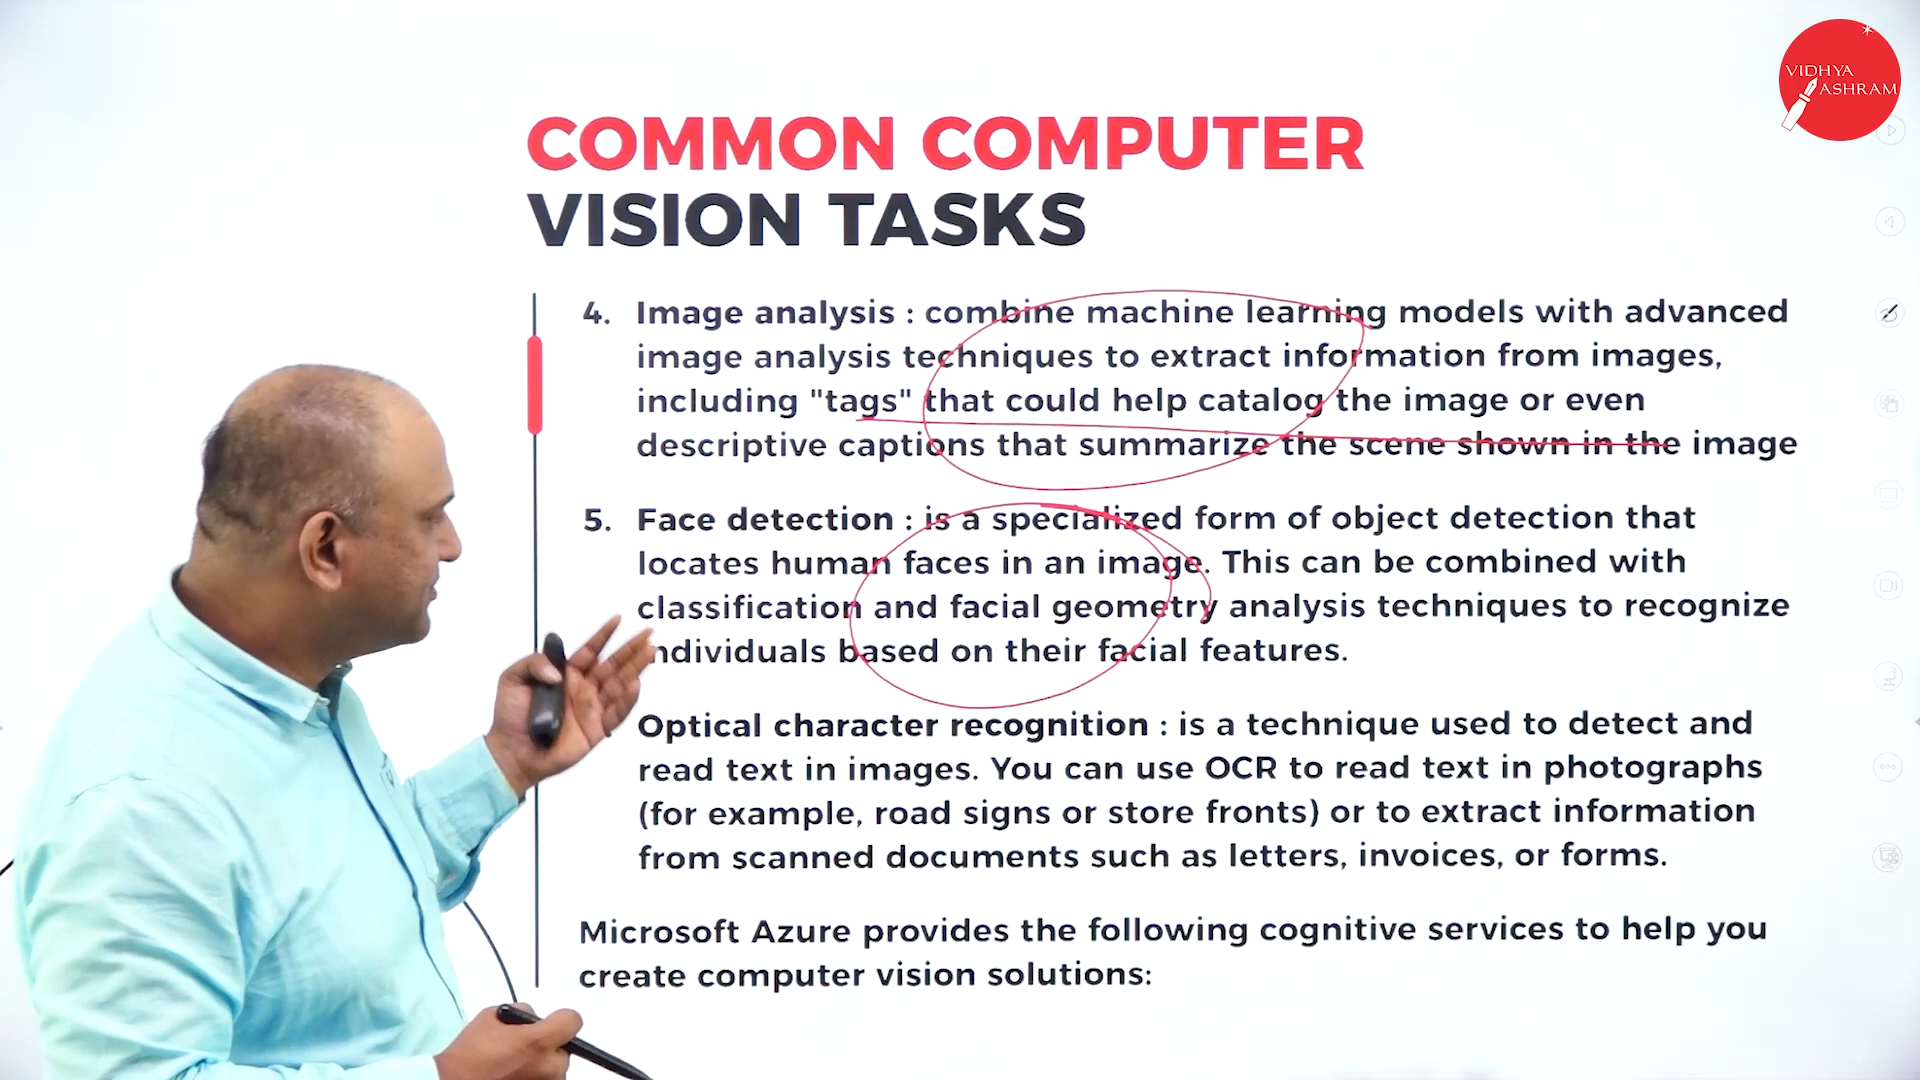 VIDHYA
ASHRAM
COMMON COMPUTER
VISION TASKS
4. Image analysis : combine machine learning models with advanced
image analysis techniques to extract information from images,
including "tags" that could help catalog the image or even
descriptive captions that summarize the scene shown in the image
5. Face detection : is a specialized form of object detection that
locates human faces in an image. This can be combined with
classification and facial geometry analysis techniques to recognize
individuals based on their facial features.
Optical character recognition : is a technique used to detect and
read text in images. You can use OCR to read text in photographs
(for example, road signs or store fronts) or to extract information
from scanned documents such as letters, invoices, or forms.
Microsoft Azure provides the following cognitive services to help you
create computer vision solutions: